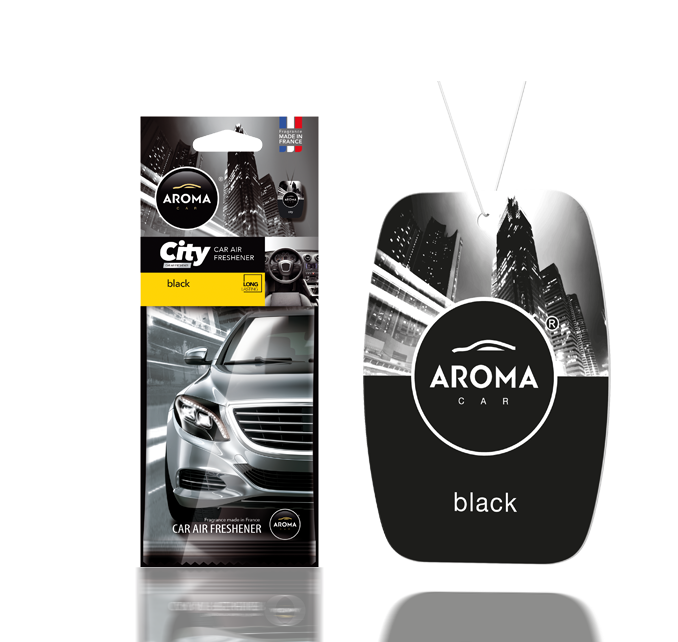 Fragrance
MADE IN
FRANCE
AROMA
CAR
®
City
CAR AIR
FRESHENER
black
LONG
LASTING
Fragrance made in France
CAR AIR FRESHENER
AROMA
AROMA
CAR
®
black